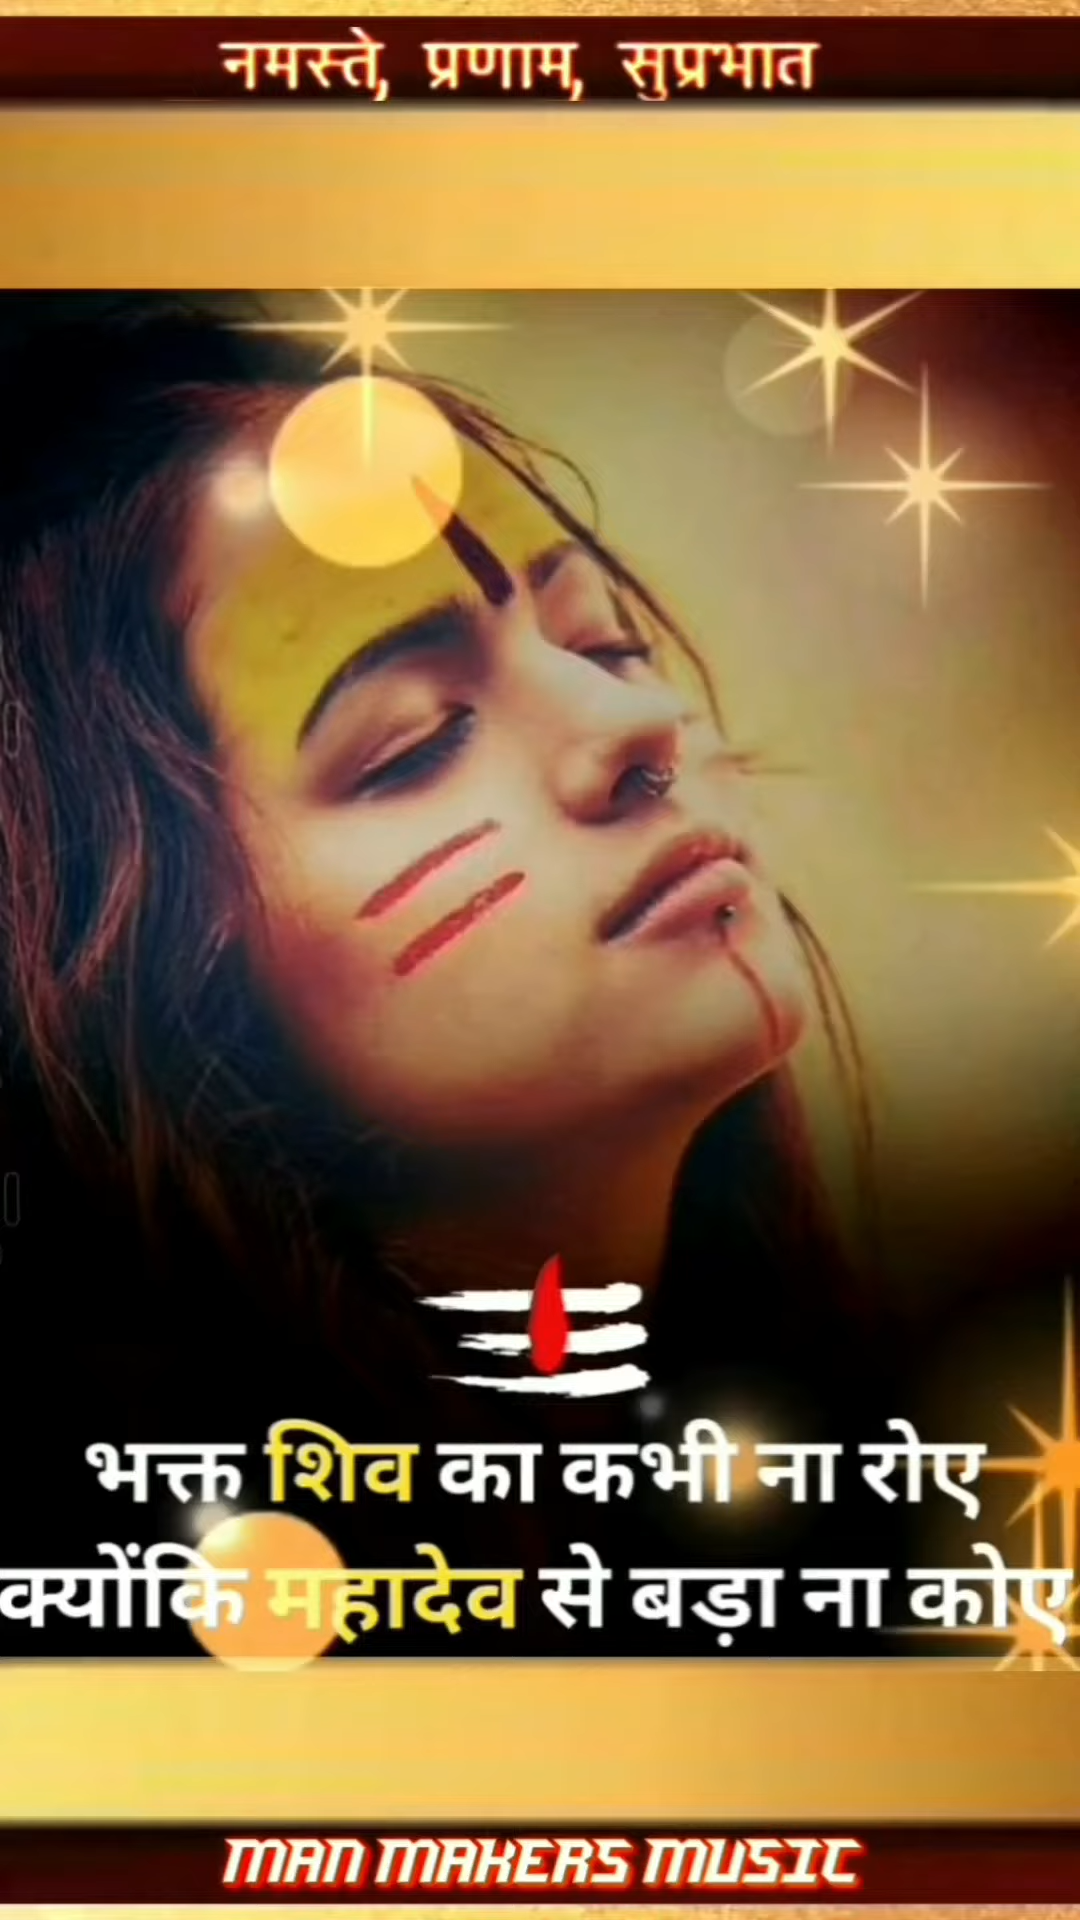 नमस्ते, प्रणाम, सुप्रभात
भक्त शिव का कभी ना रोए
क्योंकि महादेव से बड़ा ना कोए
MAN MAKERS MUSIC